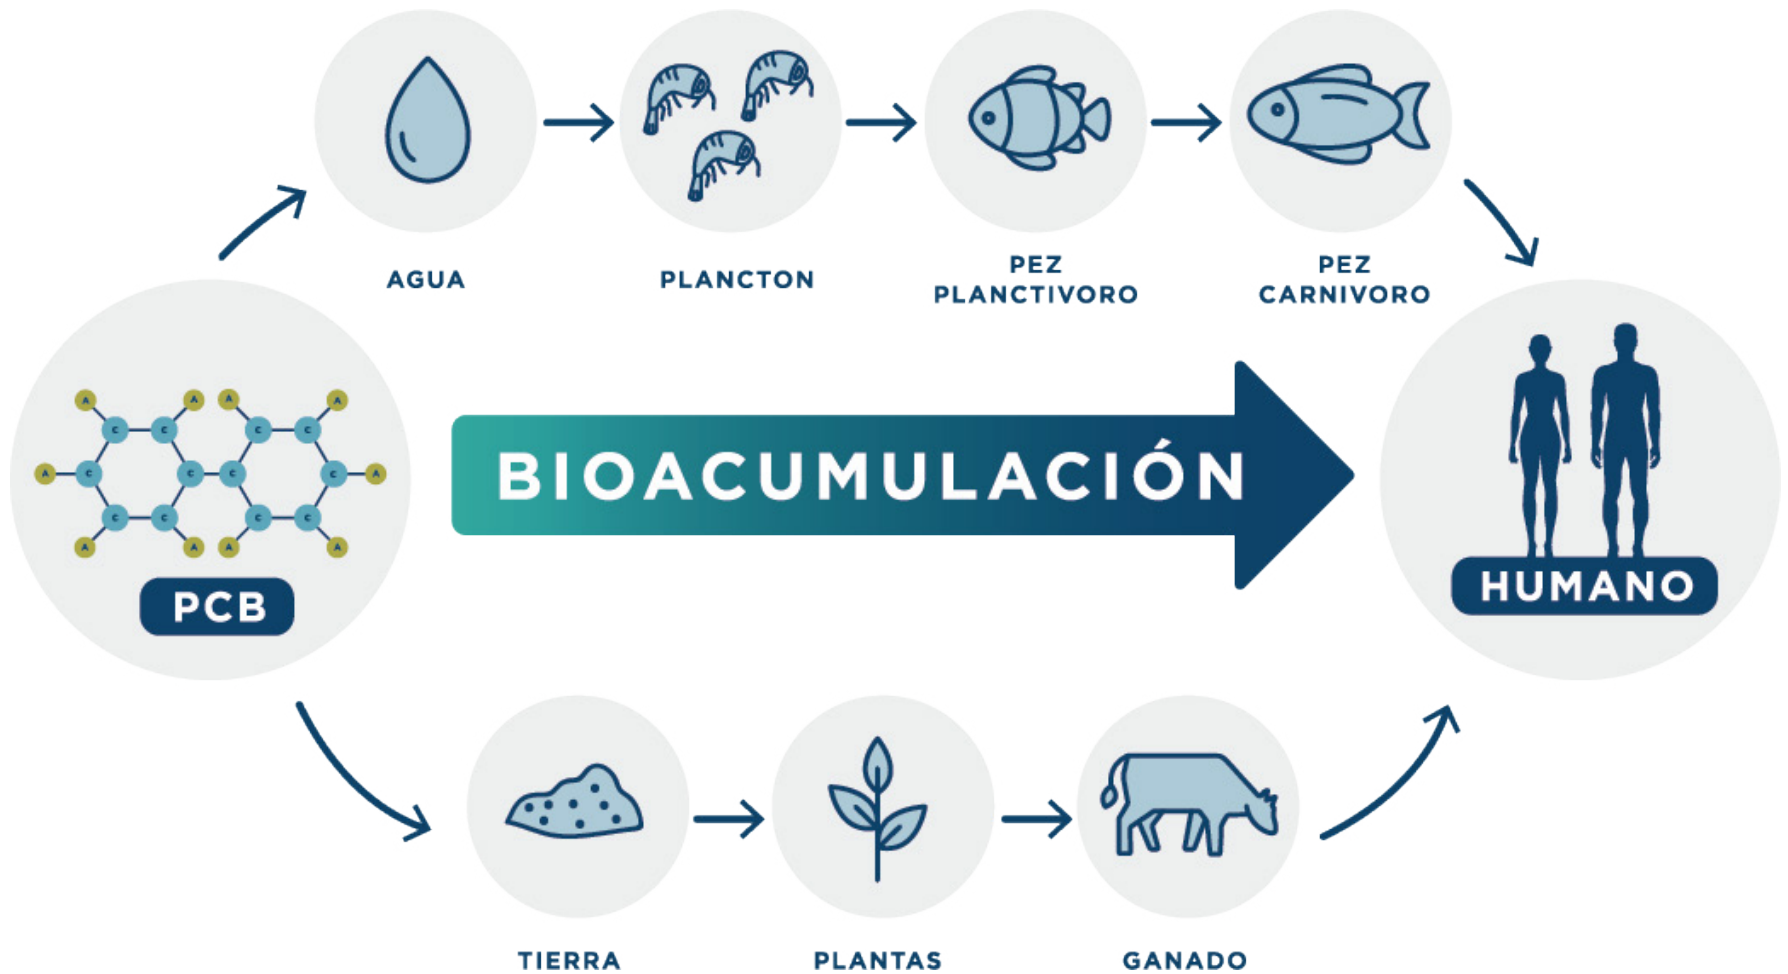 AGUA
PLANCTON
PEZ
PLANCTIVORO
PEZ
CARNIVORO
A A A A
C C C C
A C C C C A
C C C C
A A A A
PCB
BIOACUMULACIÓN
HUMANO
TIERRA
PLANTAS
GANADO